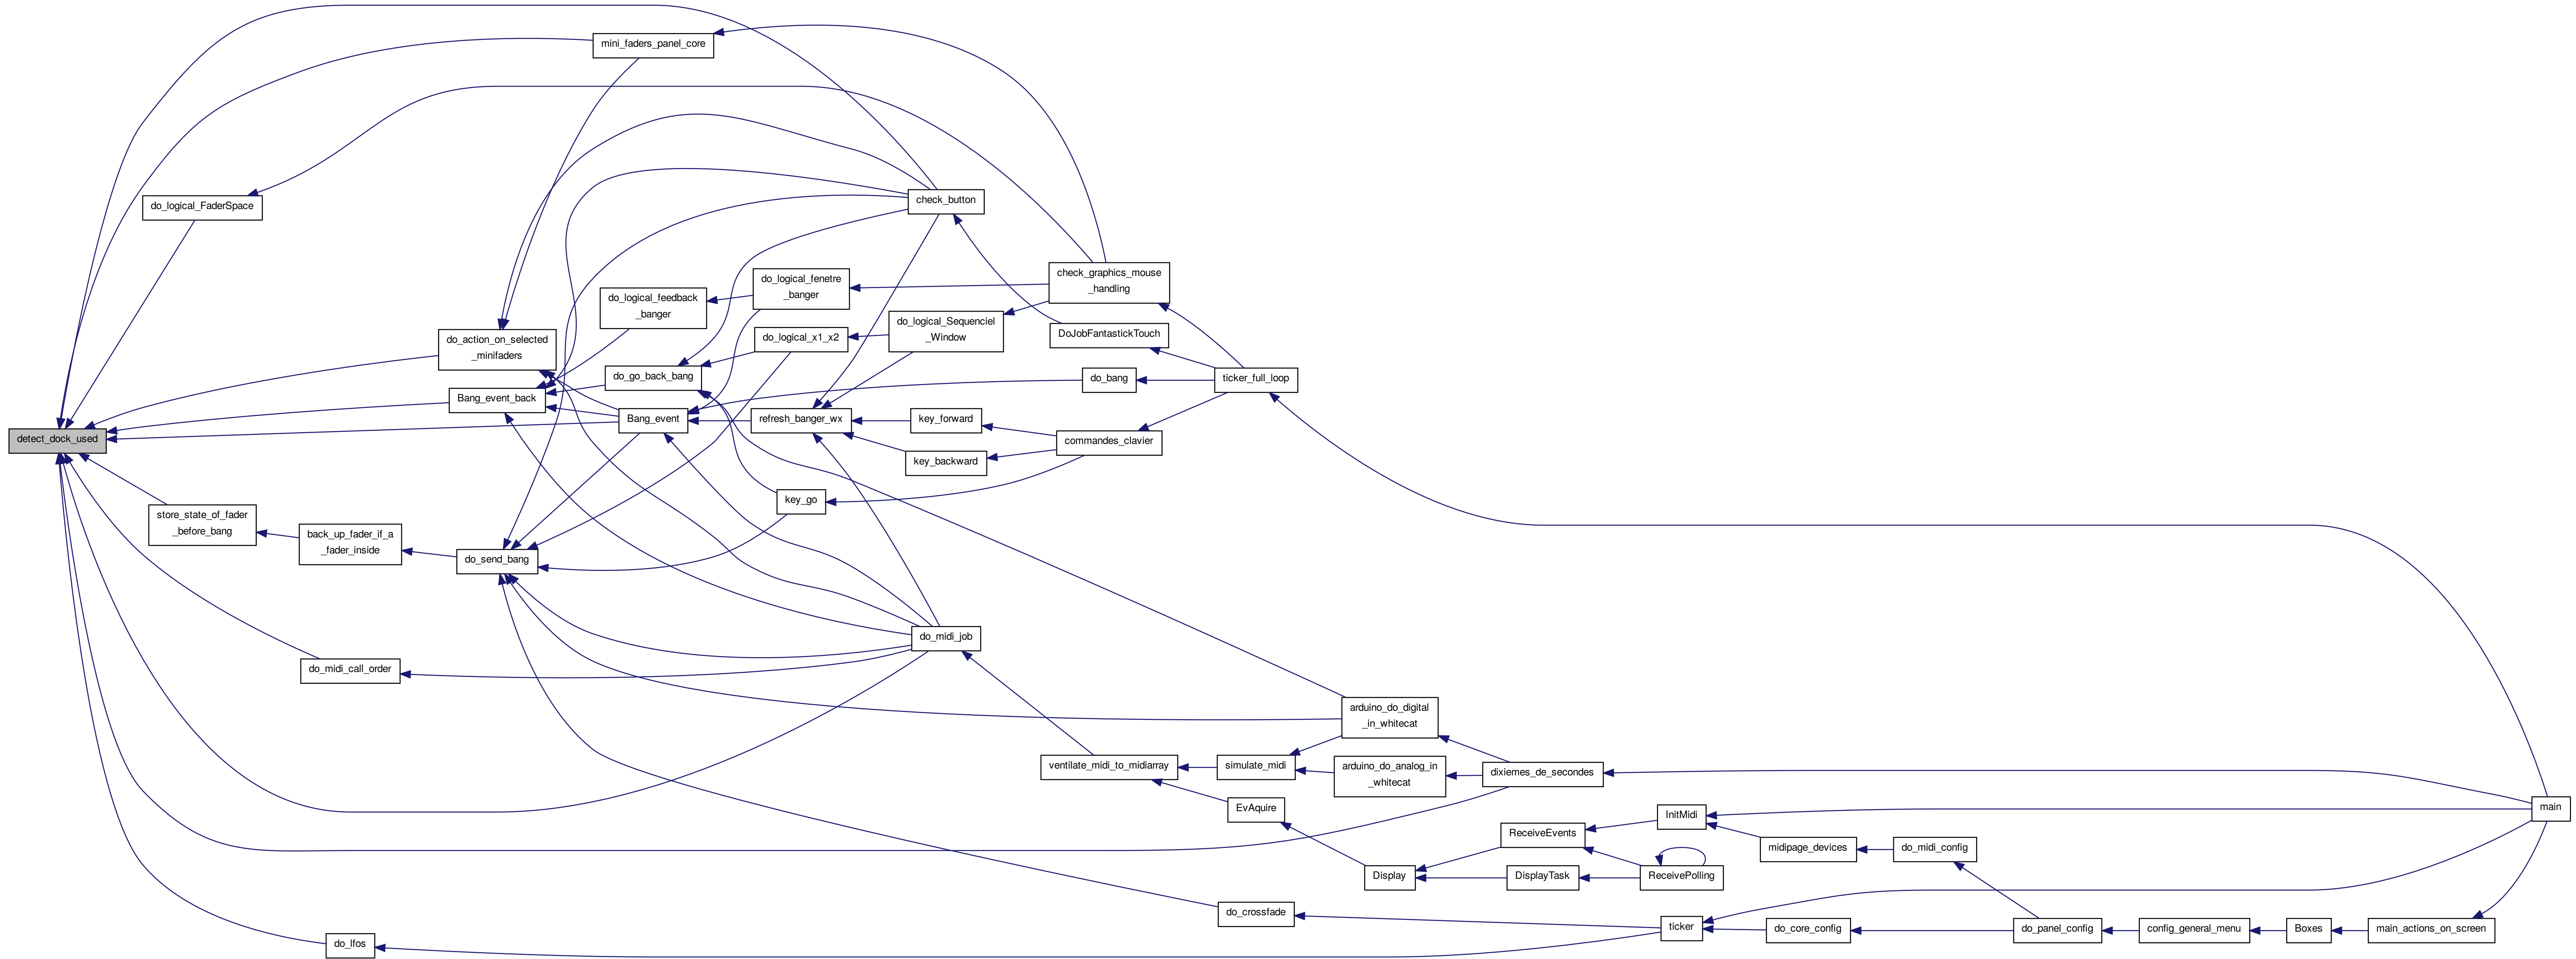 mini_faders_panel_core
do_logical_FaderSpace
check_button
check_graphics_mouse
_handling
do_logical_fenetre
_banger
do_logical_feedback
_banger
do_logical_Sequenciel
_Window
do_logical_x1_x2
DoJobFantastickTouch
do_action_on_selected
_minifaders
do_go_back_bang
do_bang
ticker_full_loop
Bang_event_back
Bang_event
refresh_banger_wx
key_forward
detect_dock_used
commandes_clavier
key_backward
key_go
store_state_of_fader
_before_bang
back_up_fader_if_a
_fader_inside
do_send_bang
do_midi_job
do_midi_call_order
arduino_do_digital
_in_whitecat
ventilate_midi_to_midiarray
simulate_midi
arduino_do_analog_in
_whitecat
dixiemes_de_secondes
EvAquire
main
InitMidi
ReceiveEvents
midipage_devices
do_midi_config
Display
DisplayTask
ReceivePolling
do_crossfade
ticker
do_core_config
do_panel_config
config_general_menu
Boxes
main_actions_on_screen
do_lfos